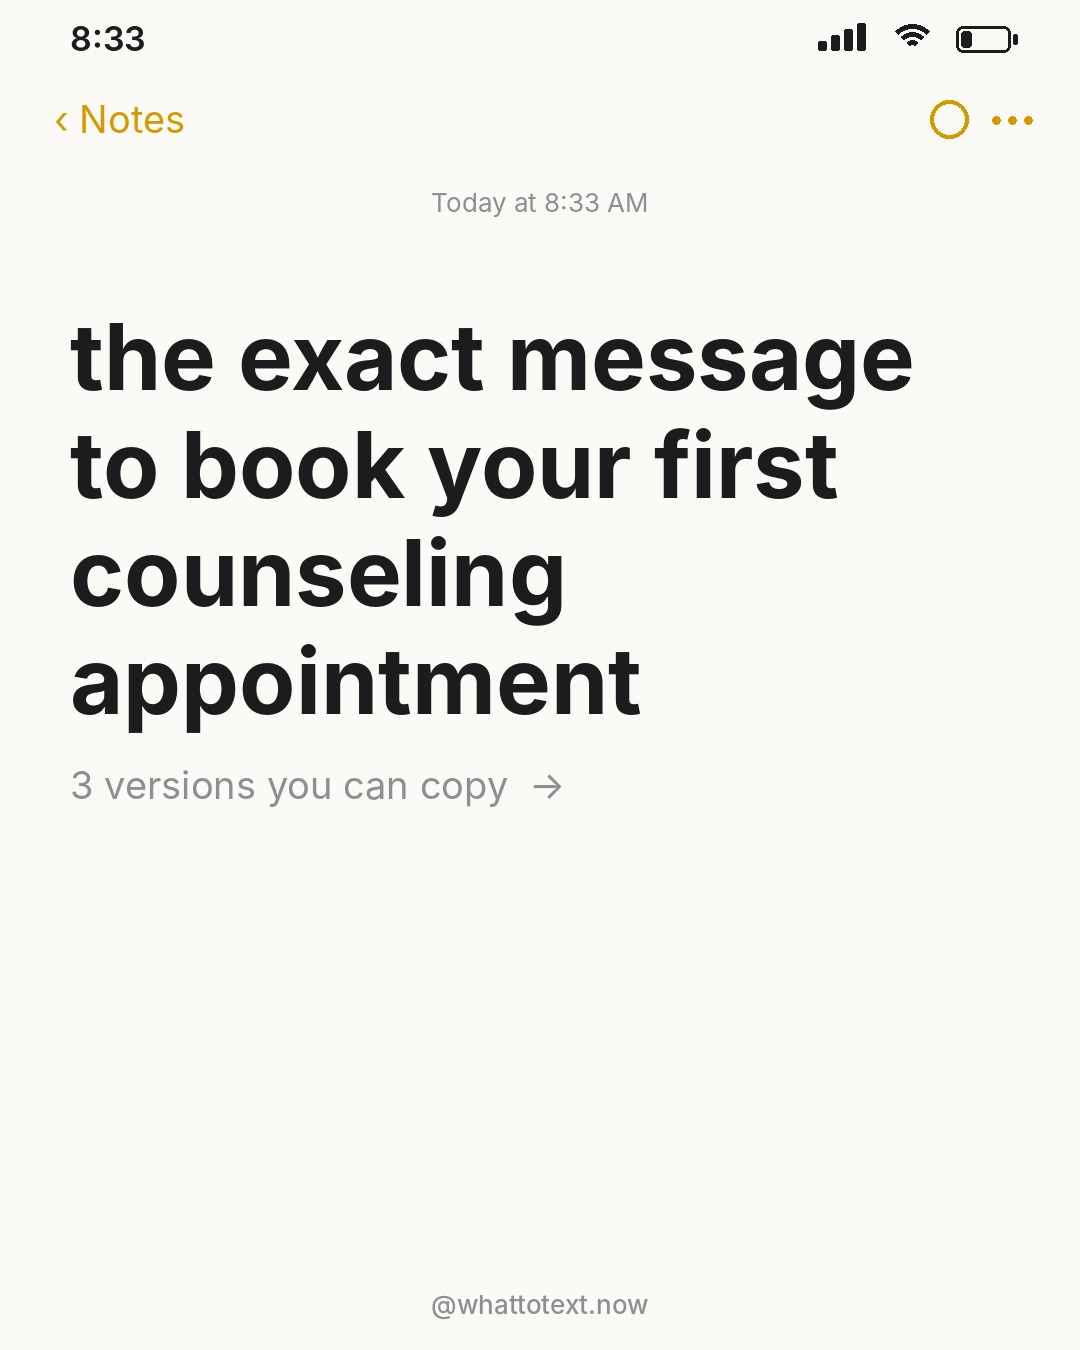 8:33
‹ Notes
Today at 8:33 AM
the exact message
to book your first
counseling
appointment
3 versions you can copy →
@whattotext.now